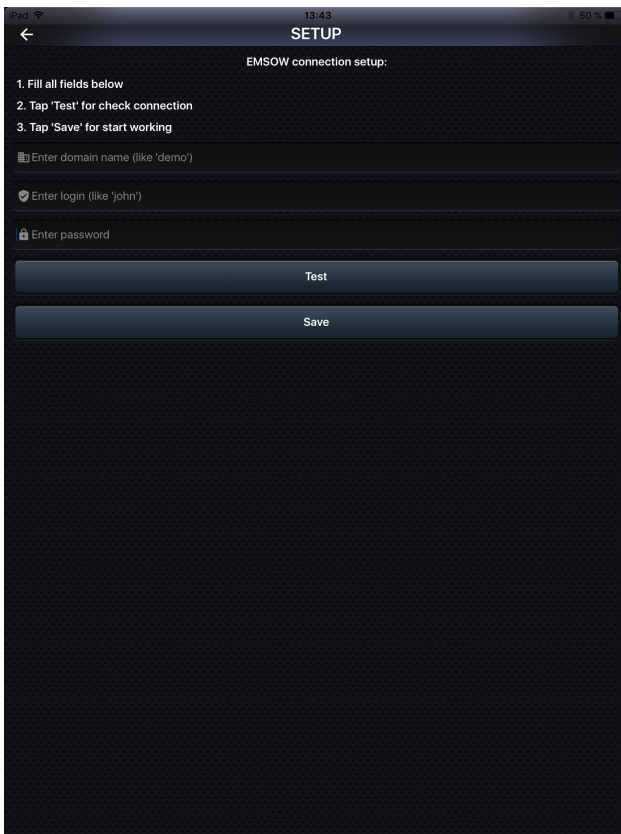 iPad 13:43 50 %
SETUP
EMSOW connection setup:
1. Fill all fields below
2. Tap 'Test' for check connection
3. Tap 'Save' for start working
Enter domain name (like 'demo')
Enter login (like 'john')
Enter password
Test
Save